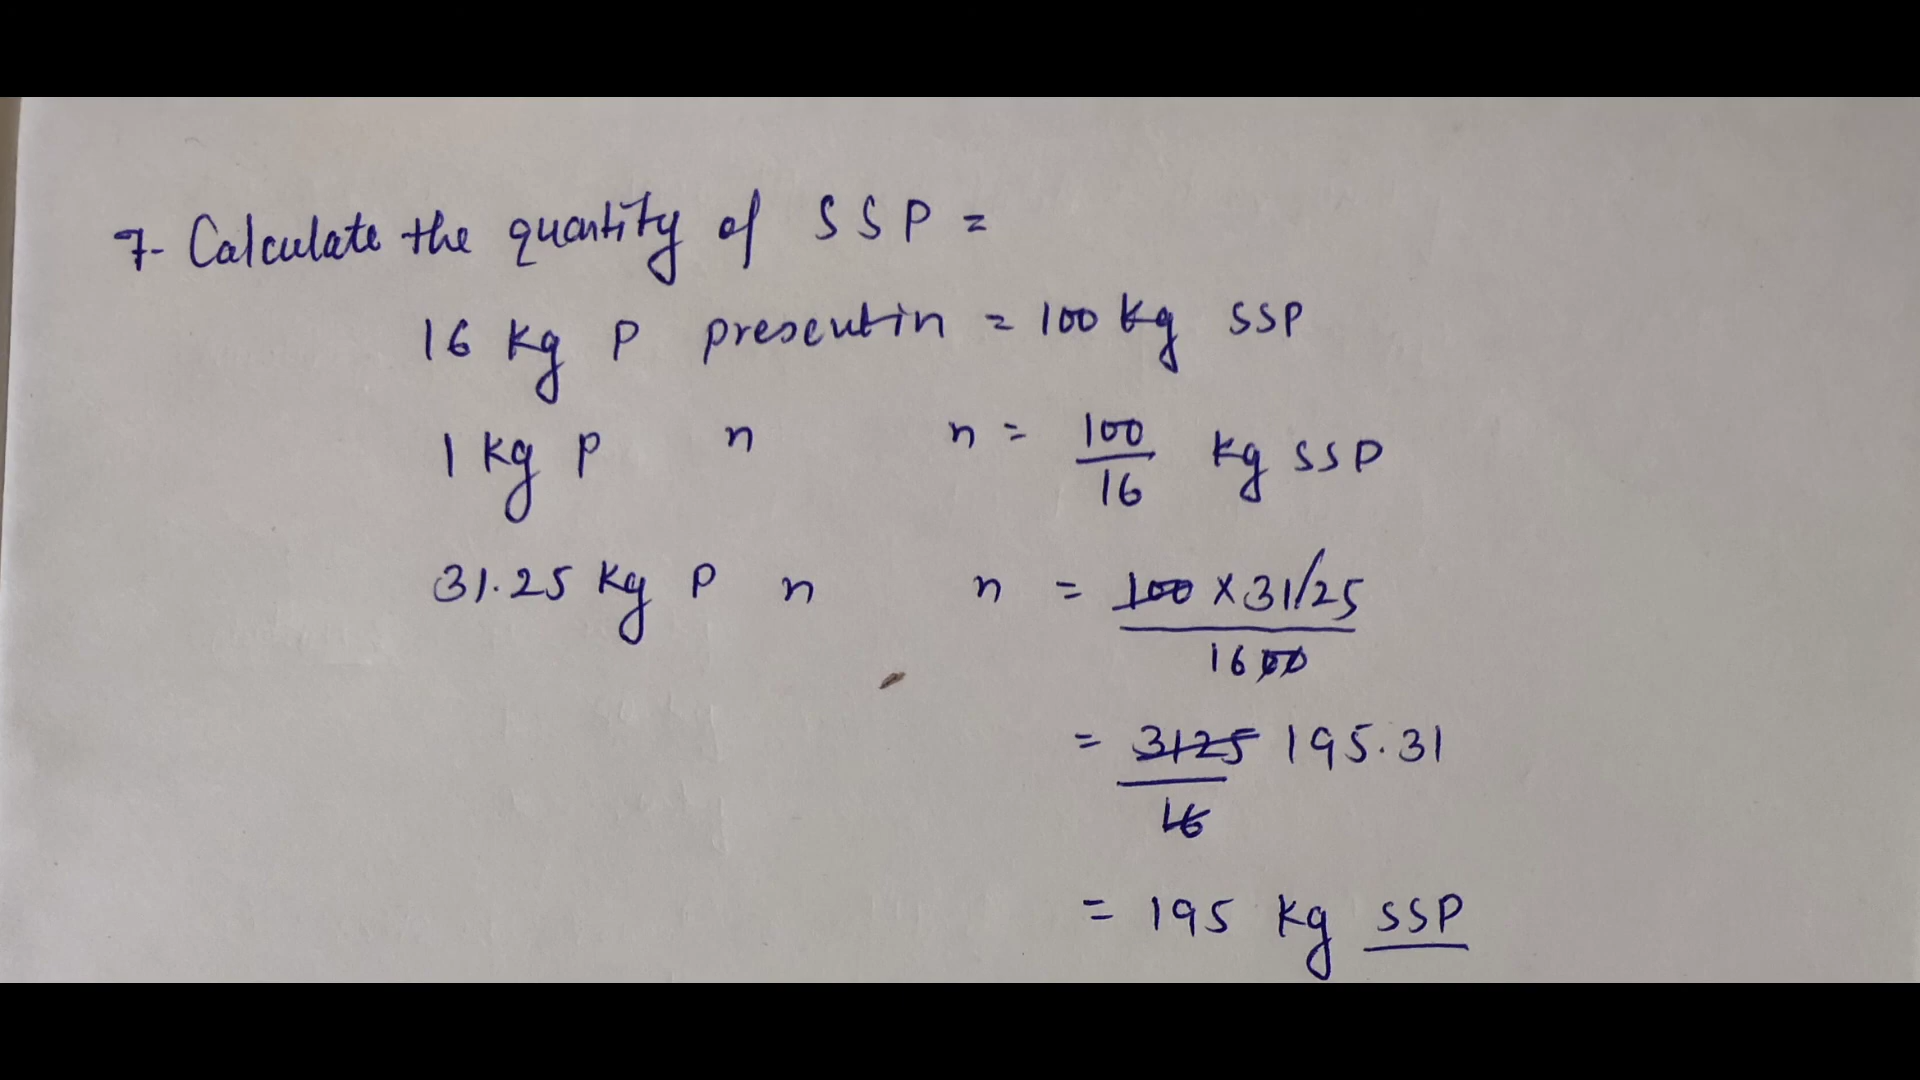 7- Calculate the quantity of SSP =
16 kg P present in = 100 kg SSP
1 kg P n n = 100/16 kg SSP
31.25 kg P n n = 100 × 31/25
1600
= 3125 195.31
16
= 195 kg SSP